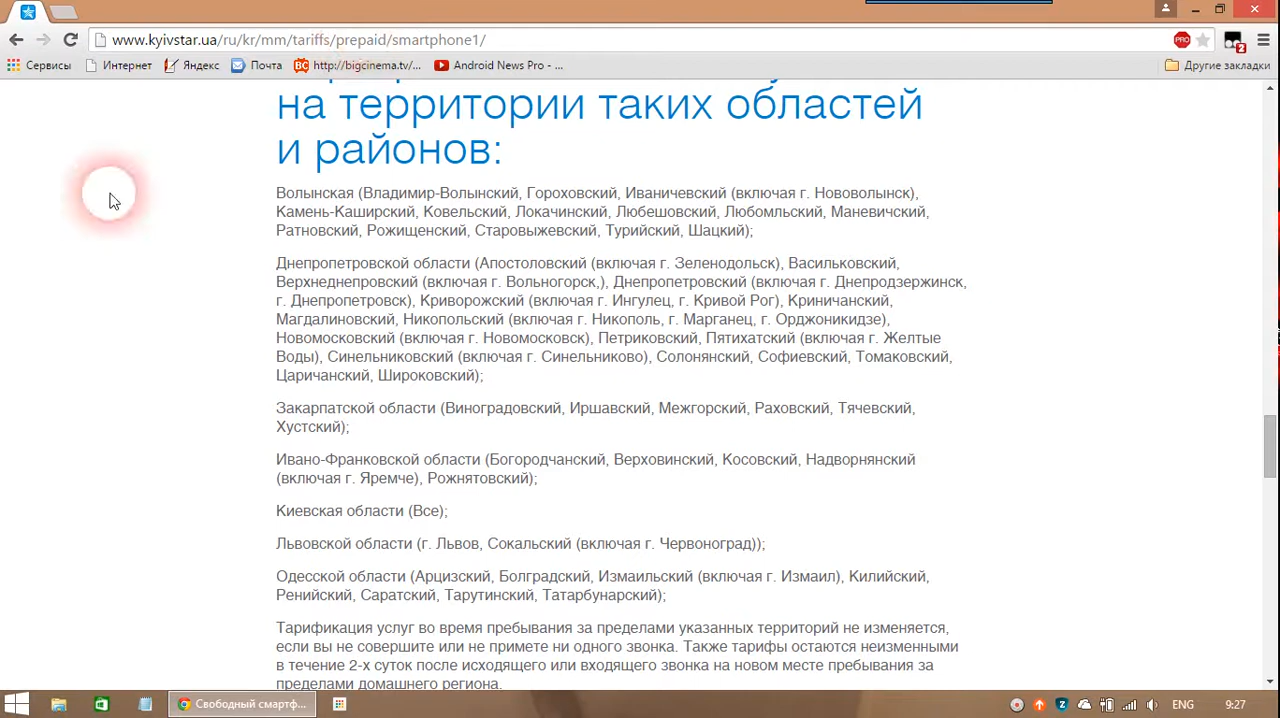 www.kyivstar.ua/ru/kr/mm/tariffs/prepaid/smartphone1/
PRO
2
Сервисы Интернет Яндекс Почта BC http://bigcinema.tv/... Android News Pro - ... Другие закладки
на территории таких областей
и районов:
Волынская (Владимир-Волынский, Гороховский, Иваничевский (включая г. Нововолынск),
Камень-Каширский, Ковельский, Локачинский, Любешовский, Любомльский, Маневичский,
Ратновский, Рожищенский, Старовыжевский, Турийский, Шацкий);
Днепропетровской области (Апостоловский (включая г. Зеленодольск), Васильковский,
Верхнеднепровский (включая г. Вольногорск,), Днепропетровский (включая г. Днепродзержинск,
г. Днепропетровск), Криворожский (включая г. Ингулец, г. Кривой Рог), Криничанский,
Магдалиновский, Никопольский (включая г. Никополь, г. Марганец, г. Орджоникидзе),
Новомосковский (включая г. Новомосковск), Петриковский, Пятихатский (включая г. Желтые
Воды), Синельниковский (включая г. Синельниково), Солонянский, Софиевский, Томаковский,
Царичанский, Широковский);
Закарпатской области (Виноградовский, Иршавский, Межгорский, Раховский, Тячевский,
Хустский);
Ивано-Франковской области (Богородчанский, Верховинский, Косовский, Надворнянский
(включая г. Яремче), Рожнятовский);
Киевская области (Все);
Львовской области (г. Львов, Сокальский (включая г. Червоноград));
Одесской области (Арцизский, Болградский, Измаильский (включая г. Измаил), Килийский,
Ренийский, Саратский, Тарутинский, Татарбунарский);
Тарификация услуг во время пребывания за пределами указанных территорий не изменяется,
если вы не совершите или не примете ни одного звонка. Также тарифы остаются неизменными
в течение 2-х суток после исходящего или входящего звонка на новом месте пребывания за
пределами домашнего региона.
Свободный смартф... ENG 9:27